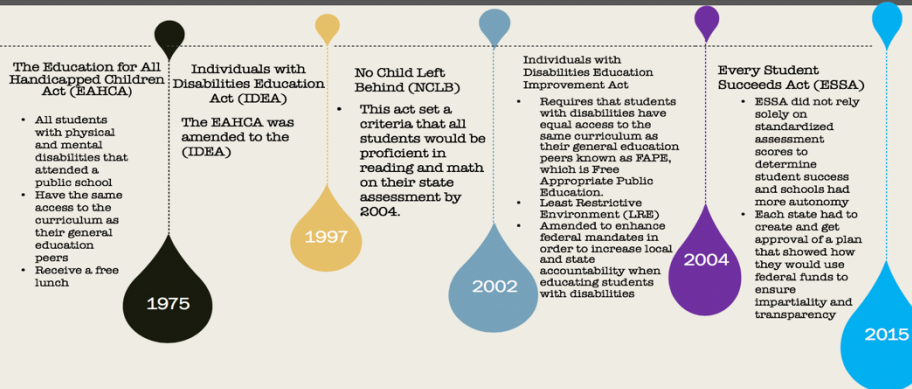 The Education for All
Handicapped Children
Act (EAHCA)
• All students
with physical
and mental
disabilities that
attended a
public school
• Have the same
access to the
curriculum as
their general
education
peers
• Receive a free
lunch
1975
Individuals with
Disabilities Education
Act (IDEA)
The EAHCA was
amended to the
(IDEA)
1997
No Child Left
Behind (NCLB)
• This act set a
criteria that all
students would be
proficient in
reading and math
on their state
assessment by
2004.
2002
Individuals with
Disabilities Education
Improvement Act
• Requires that students
with disabilities have
equal access to the
same curriculum as
their general education
peers known as FAPE,
which is Free
Appropriate Public
Education.
• Least Restrictive
Environment (LRE)
• Amended to enhance
federal mandates in
order to increase local
and state
accountability when
educating students
with disabilities
2004
Every Student
Succeeds Act (ESSA)
• ESSA did not rely
solely on
standardized
assessment
scores to
determine
student success
and schools had
more autonomy
• Each state had to
create and get
approval of a plan
that showed how
they would use
federal funds to
ensure
impartiality and
transparency
2015